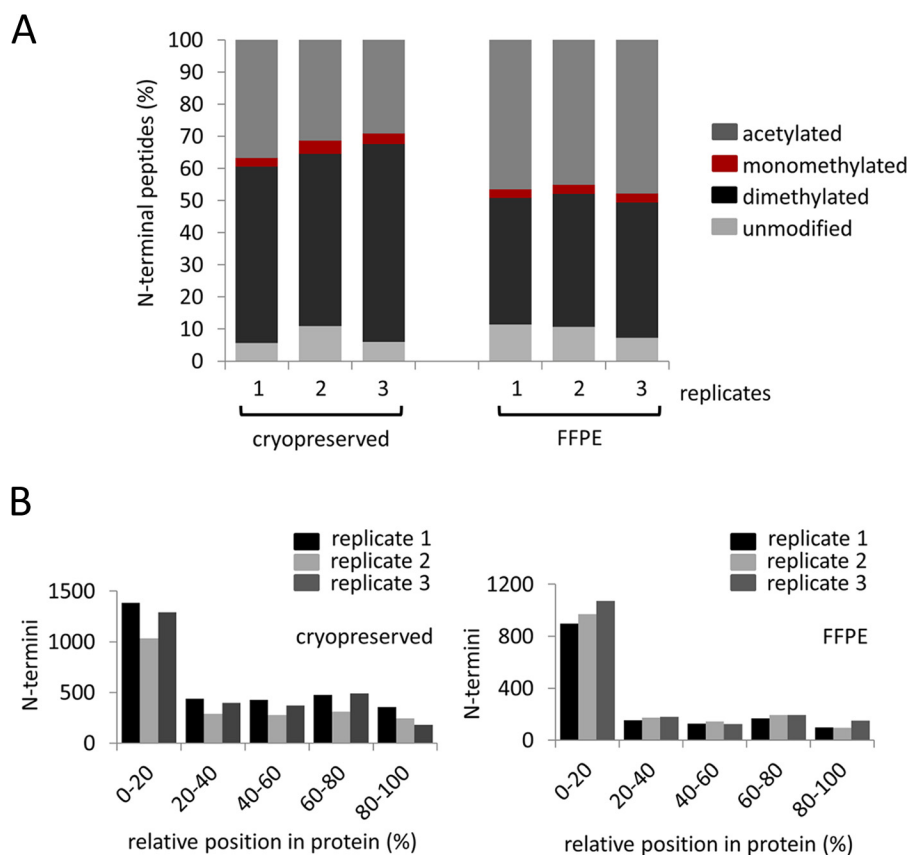 A
N-terminal peptides (%)
100
90
80
70
60
50
40
30
20
10
0
1 2 3 1 2 3 replicates
cryopreserved FFPE
acetylated
monomethylated
dimethylated
unmodified
B
replicate 1
replicate 2
replicate 3
cryopreserved
N-termini
1500
1000
500
0
0-20 20-40 40-60 60-80 80-100
relative position in protein (%)
replicate 1
replicate 2
replicate 3
FFPE
N-termini
1200
800
400
0
0-20 20-40 40-60 60-80 80-100
relative position in protein (%)